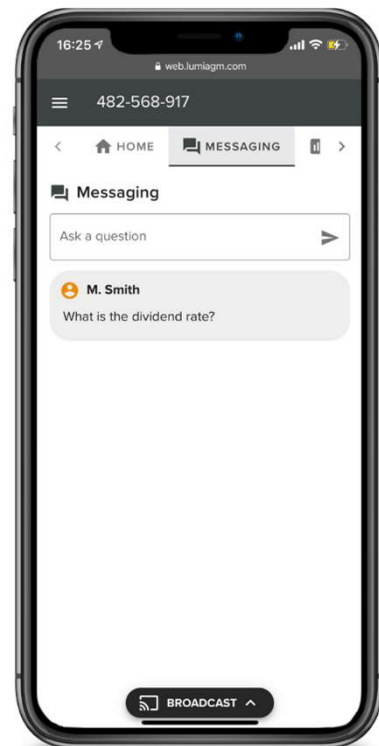 16:25
web.lumiagm.com
482-568-917
HOME
MESSAGING
Messaging
Ask a question
M. Smith
What is the dividend rate?
BROADCAST